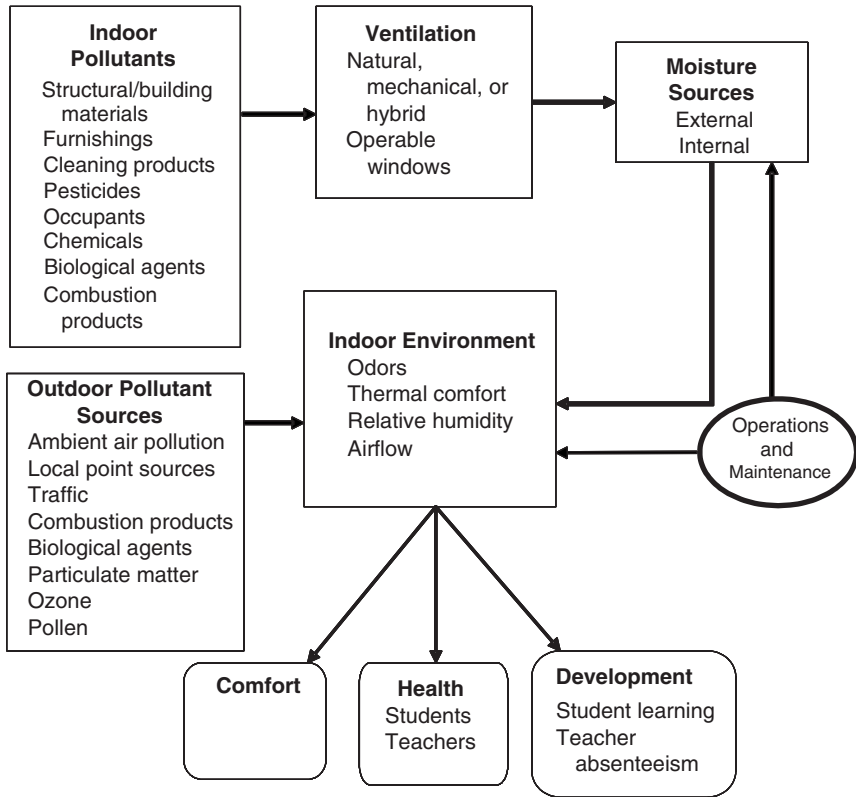 Indoor
Pollutants
Structural/building
materials
Furnishings
Cleaning products
Pesticides
Occupants
Chemicals
Biological agents
Combustion
products
Ventilation
Natural,
mechanical, or
hybrid
Operable
windows
Moisture
Sources
External
Internal
Indoor Environment
Odors
Thermal comfort
Relative humidity
Airflow
Outdoor Pollutant
Sources
Ambient air pollution
Local point sources
Traffic
Combustion products
Biological agents
Particulate matter
Ozone
Pollen
Operations
and
Maintenance
Comfort
Health
Students
Teachers
Development
Student learning
Teacher
absenteeism